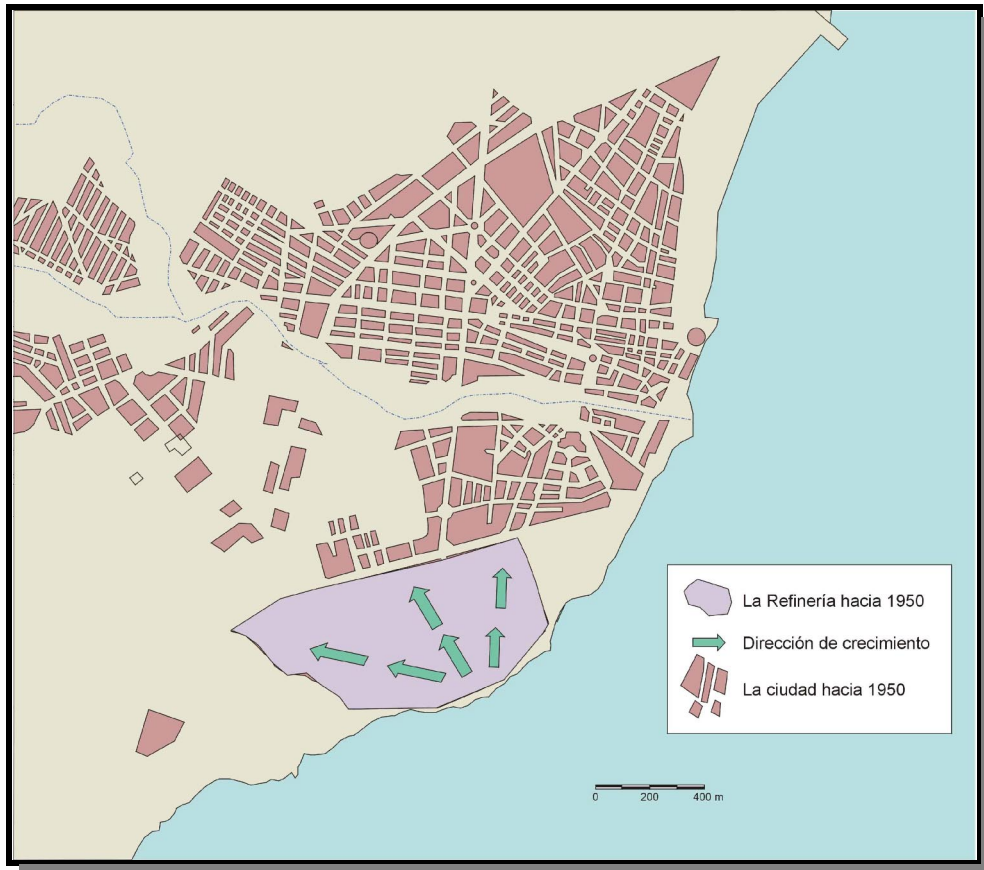 La Refinería hacia 1950
Dirección de crecimiento
La ciudad hacia 1950
0 200 400 m